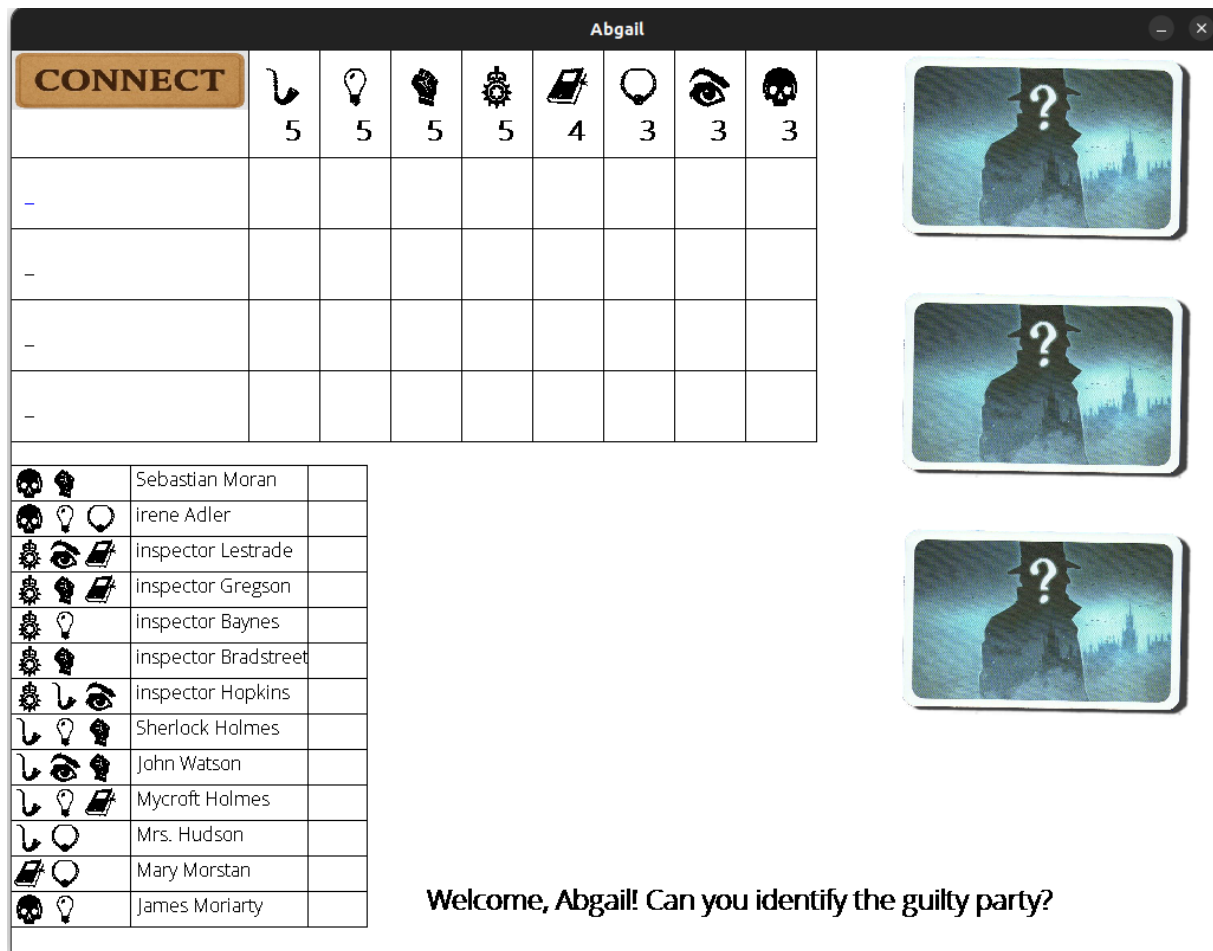 Abgail
CONNECT
5 5 5 5 4 3 3 3
–
–
–
–
Sebastian Moran
irene Adler
inspector Lestrade
inspector Gregson
inspector Baynes
inspector Bradstreet
inspector Hopkins
Sherlock Holmes
John Watson
Mycroft Holmes
Mrs. Hudson
Mary Morstan
James Moriarty
? 
?
?
Welcome, Abgail! Can you identify the guilty party?